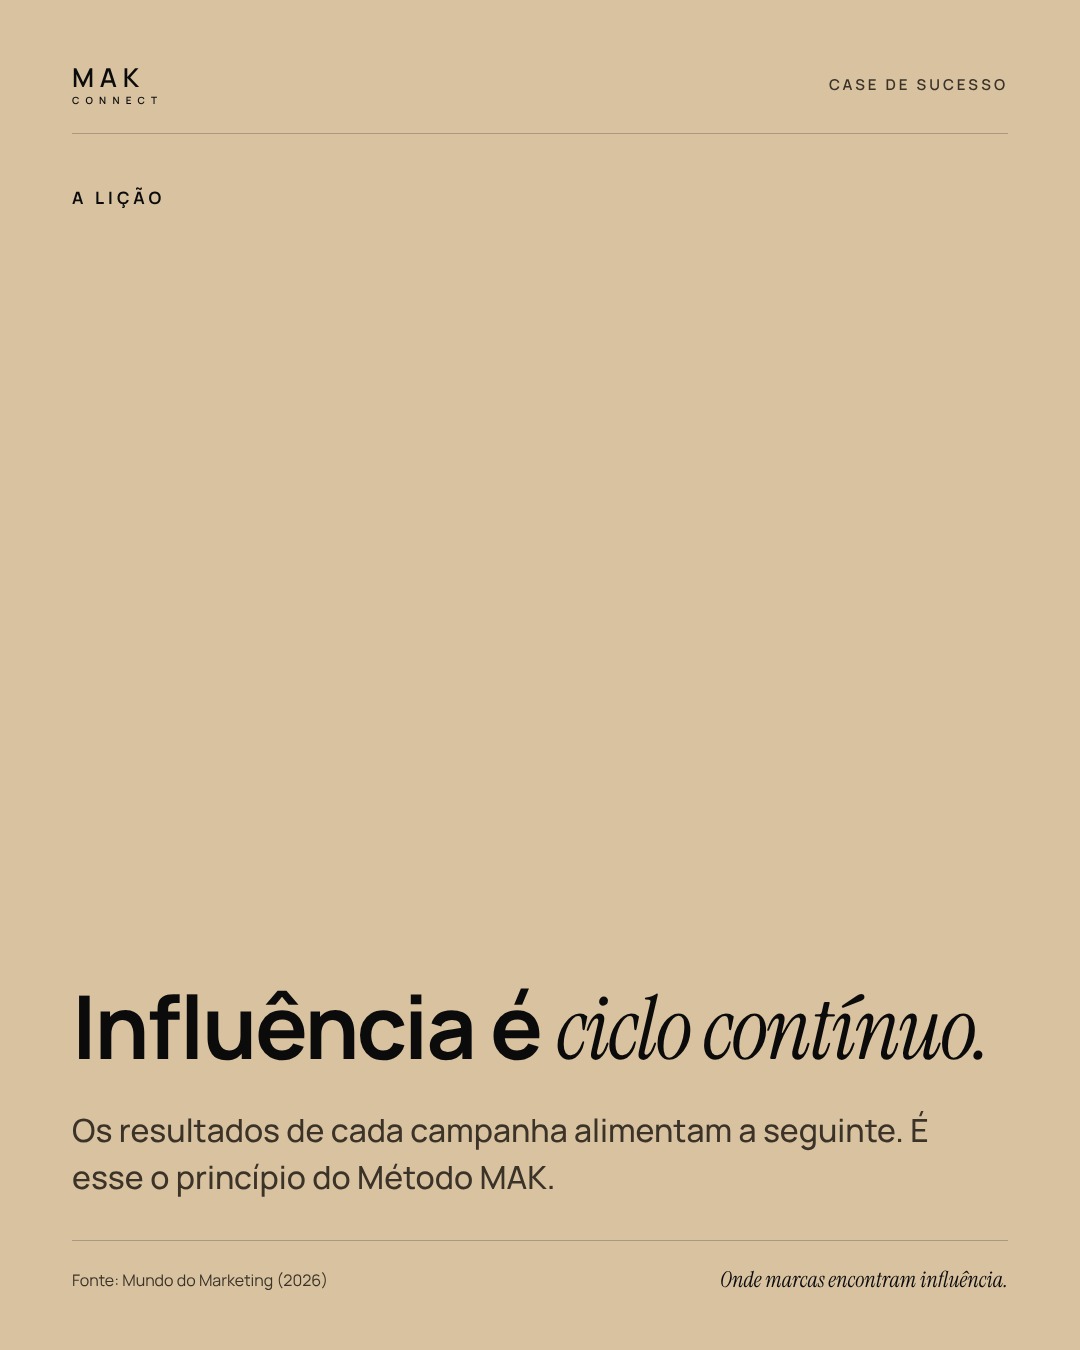 MAK
CONNECT
CASE DE SUCESSO
A LIÇÃO
Influência é ciclo contínuo.
Os resultados de cada campanha alimentam a seguinte. É
esse o princípio do Método MAK.
Fonte: Mundo do Marketing (2026)
Onde marcas encontram influência.